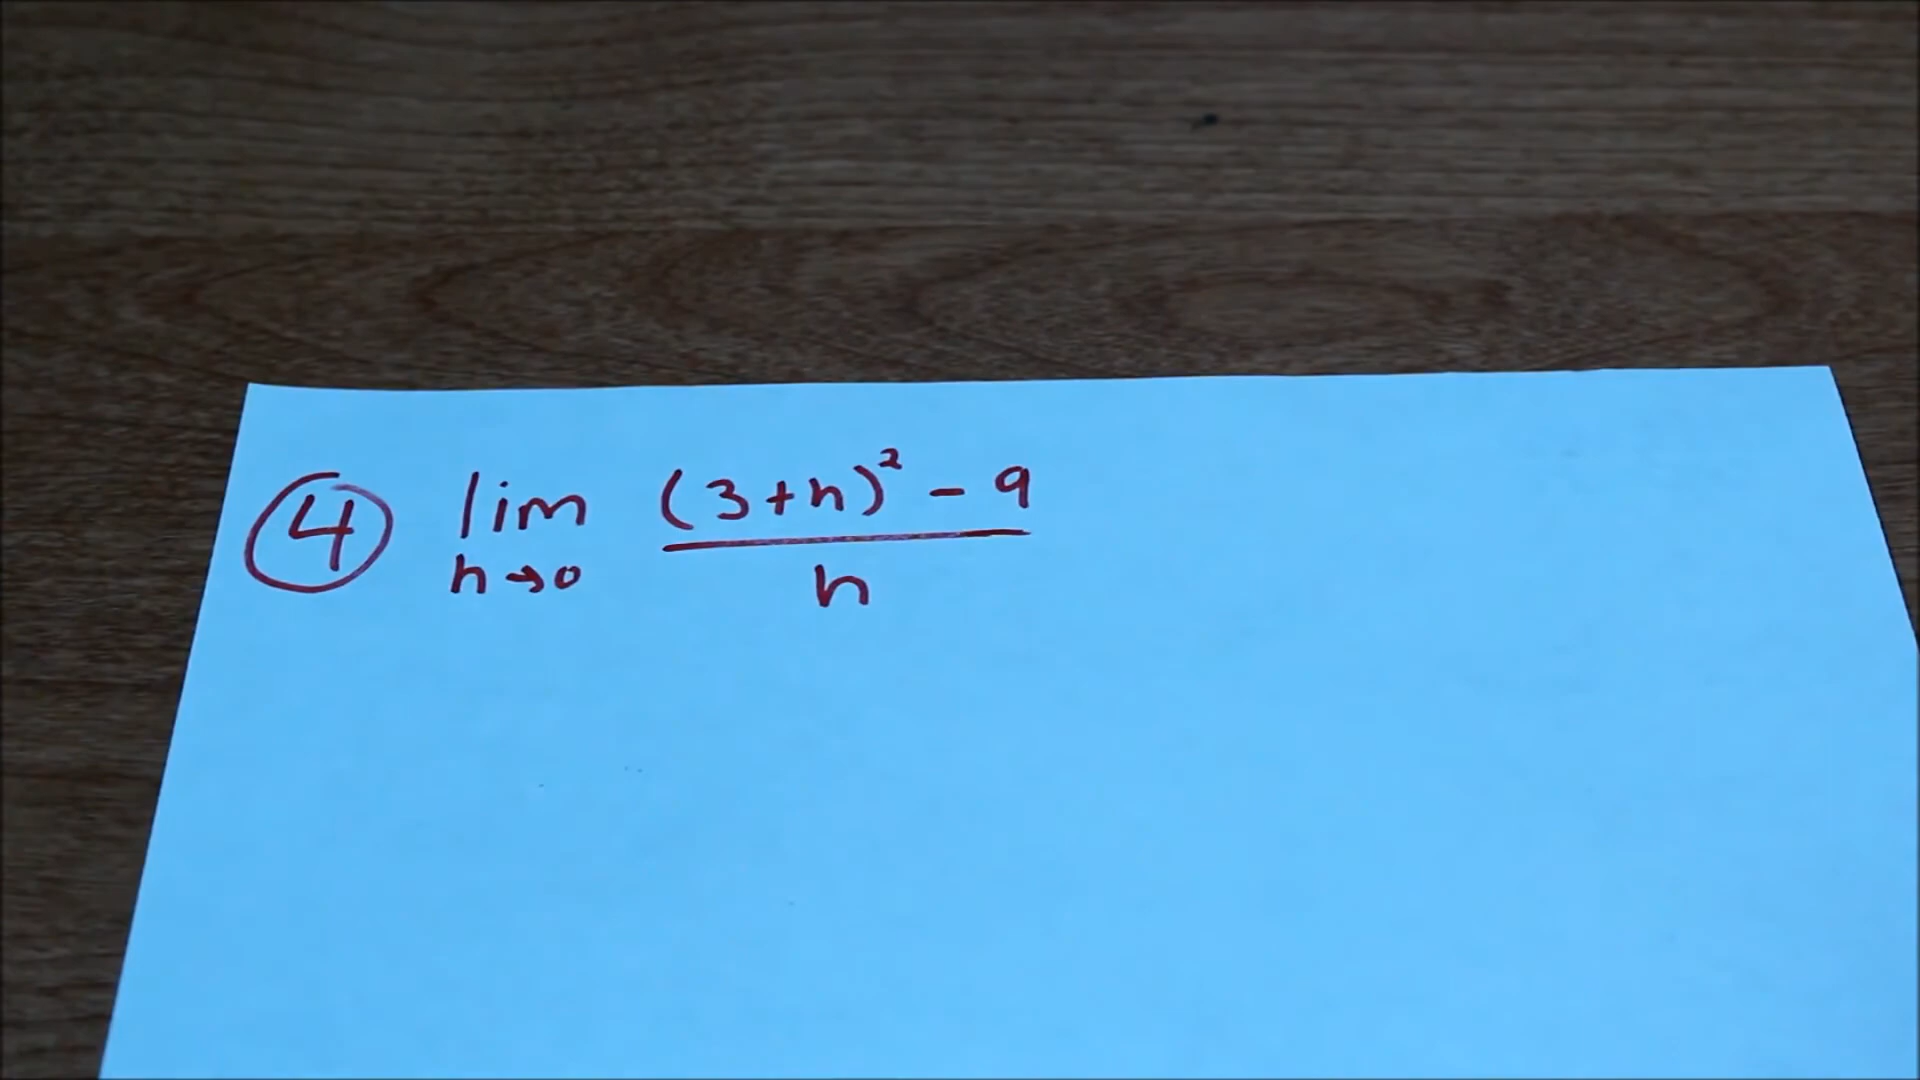 ④ lim h→0 ((3+h)² - 9) / h